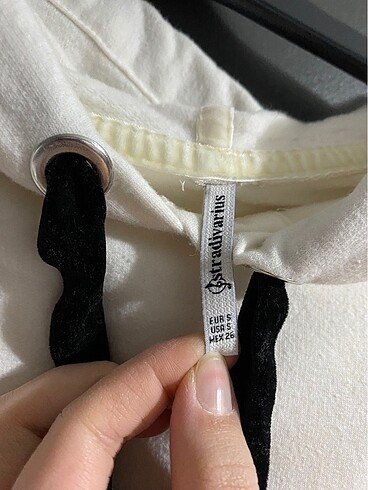 stradivarius
EUR S
USA S
MEX 26